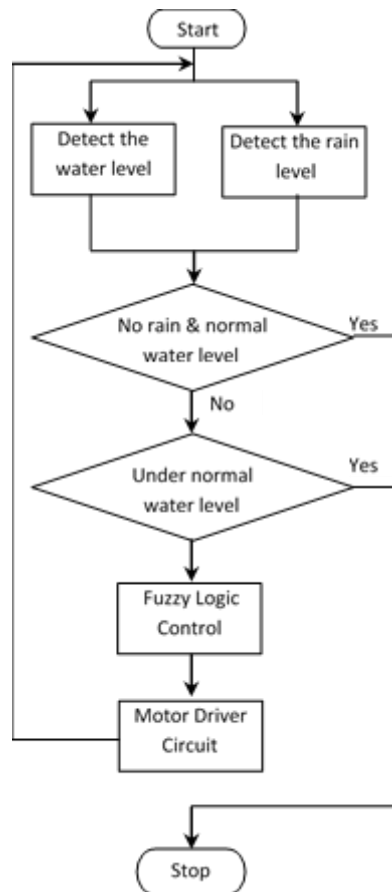 Start
Detect the
water level
Detect the rain
level
No rain & normal
water level
Yes
No
Under normal
water level
Yes
Fuzzy Logic
Control
Motor Driver
Circuit
Stop